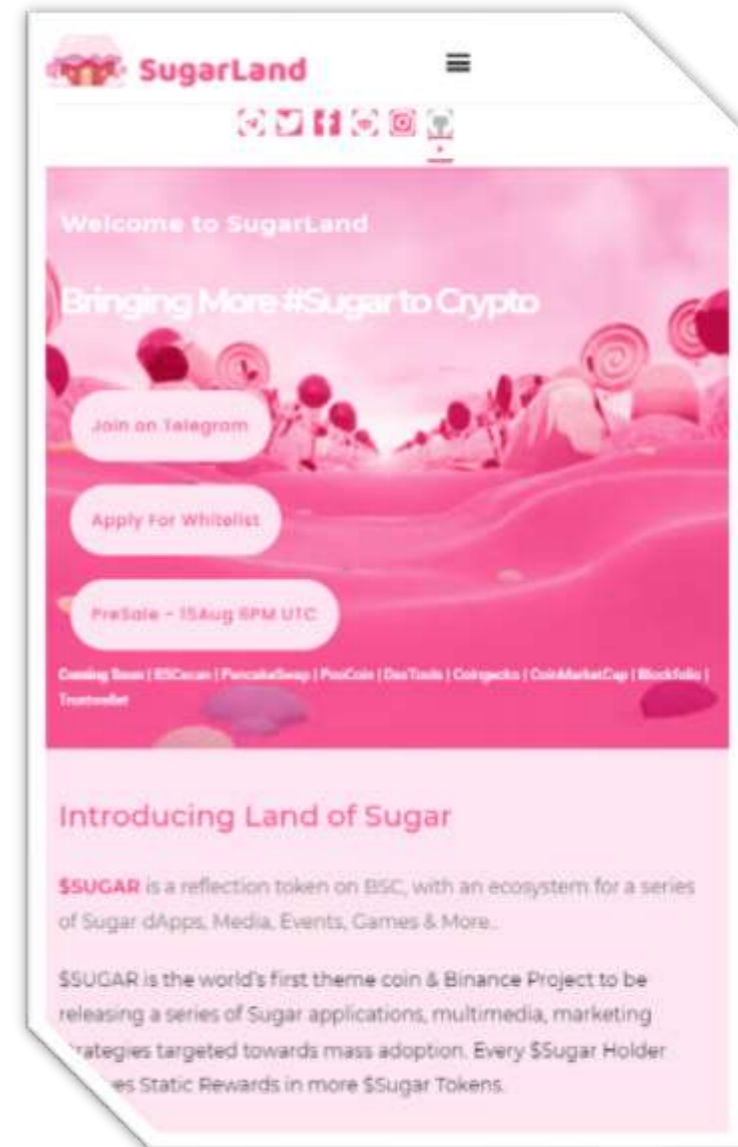 SugarLand
Welcome to SugarLand
Bringing More #Sugar to Crypto
Join on Telegram
Apply For Whitelist
PreSale - 15Aug 6PM UTC
Coming Soon | BSCscan | PancakeSwap | PooCoin | DexTools | Coingecko | CoinMarketCap | Blockfolio |
Trustwallet
Introducing Land of Sugar
$SUGAR is a reflection token on BSC, with an ecosystem for a series
of Sugar dApps, Media, Events, Games & More..
$SUGAR is the world's first theme coin & Binance Project to be
releasing a series of Sugar applications, multimedia, marketing
rategies targeted towards mass adoption. Every $Sugar Holder
es Static Rewards in more $Sugar Tokens.